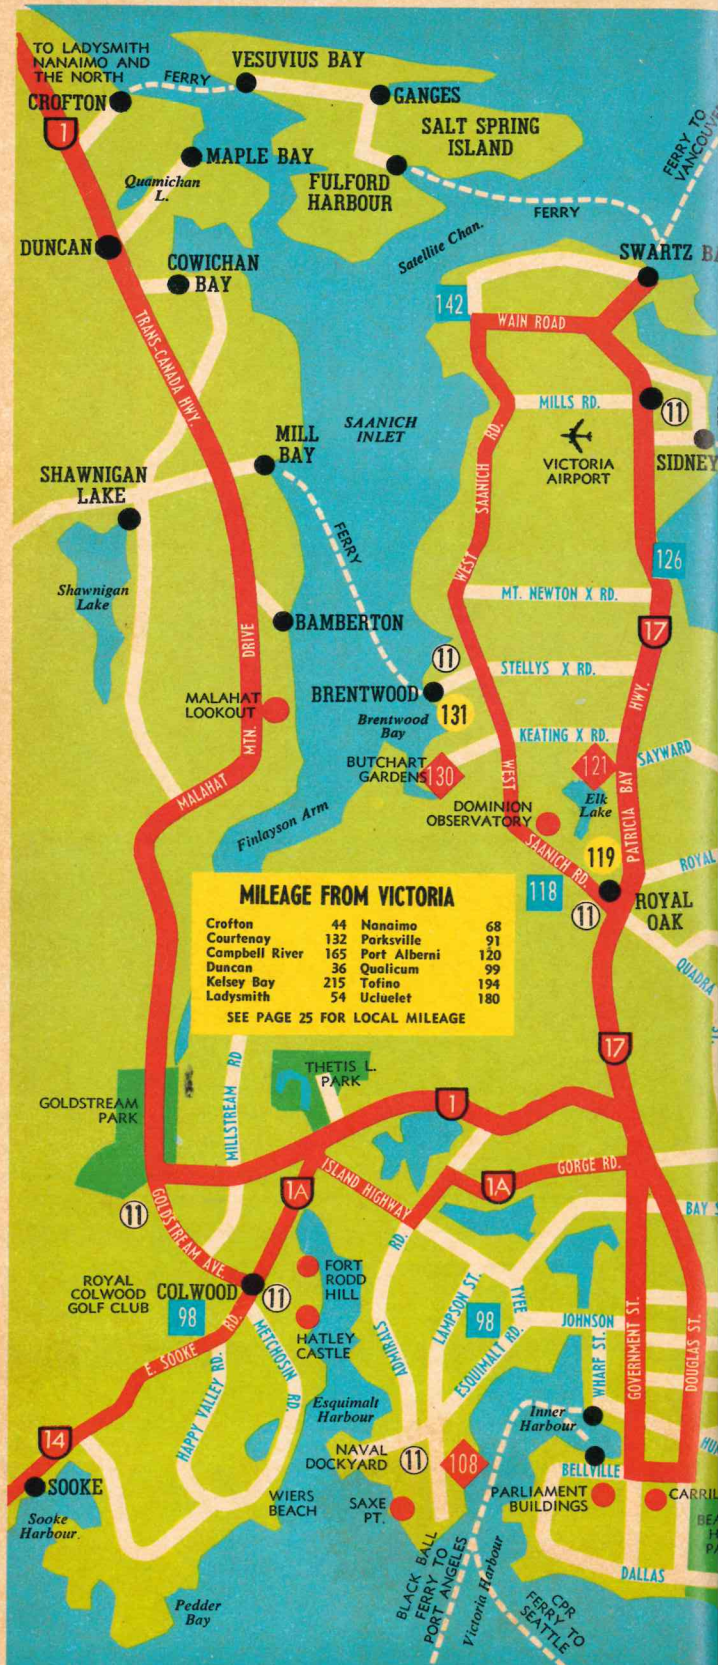 TO LADYSMITH
NANAIMO AND
THE NORTH
FERRY
VESUVIUS BAY
CROFTON
GANGES
1
SALT SPRING
ISLAND
MAPLE BAY
Quamichan
L.
FULFORD
HARBOUR
FERRY TO
FERRY
DUNCAN
Satellite Chan.
SWARTZ
COWICHAN
BAY
142
WAIN ROAD
TRANS-CANADA HWY.
MILLS RD.
11
SAANICH
INLET
MILL
BAY
VICTORIA
AIRPORT
SIDNEY
SHAWNIGAN
LAKE
FERRY
WEST SAANICH RD.
126
Shawnigan
Lake
MT. NEWTON X RD.
BAMBERTON
17
11
STELLYS X RD.
BRENTWOOD
131
MALAHAT
LOOKOUT
Brentwood
Bay
KEATING X RD.
SAYWARD
MALAHAT MTN. DRIVE
BUTCHART
GARDENS
130
121
PATRICIA BAY HWY.
Elk
Lake
DOMINION
OBSERVATORY
Finlayson Arm
WEST SAANICH RD.
119
ROYAL
118
ROYAL
OAK
11
QUADRA
ST.
MILEAGE FROM VICTORIA
Crofton 44 Nanaimo 68
Courtenay 132 Parksville 91
Campbell River 165 Port Alberni 120
Duncan 36 Qualicum 99
Kelsey Bay 215 Tofino 194
Ladysmith 54 Ucluelet 180
SEE PAGE 25 FOR LOCAL MILEAGE
17
THETIS L.
PARK
MILLSTREAM RD
GOLDSTREAM
PARK
1
1A
ISLAND HIGHWAY
1A
GORGE RD.
11
GOLDSTREAM AVE.
BAY
ROYAL
COLWOOD
GOLF CLUB
COLWOOD
11
FORT
RODD
HILL
98
HATLEY
CASTLE
ADMIRALS RD.
LAMPSON ST.
98
TYEE
ESQUIMALT RD.
JOHNSON
WHARF ST.
GOVERNMENT ST.
DOUGLAS ST.
E. SOOKE RD.
METCHOSIN RD
HAPPY VALLEY RD.
Esquimalt
Harbour
Inner
Harbour
14
NAVAL
DOCKYARD
11
108
BELLVILLE
SOOKE
Sooke
Harbour
WIERS
BEACH
SAXE
PT.
PARLIAMENT
BUILDINGS
DALLAS
Pedder
Bay
BLACK BALL
FERRY TO
PORT ANGELES
Victoria Harbour
CPR
FERRY TO
SEATTLE